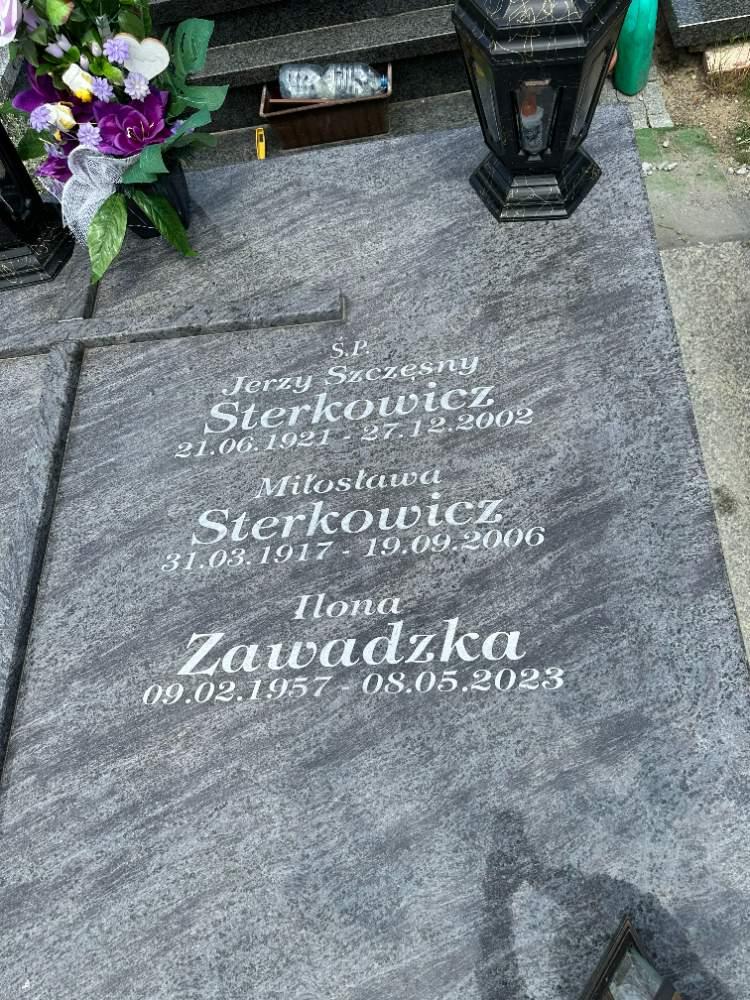 Ś.P.
Jerzy Szczęsny
Sterkowicz
21.06.1921 - 27.12.2002
Miłosława
Sterkowicz
31.03.1917 - 19.09.2006
Ilona
Zawadzka
09.02.1957 - 08.05.2023